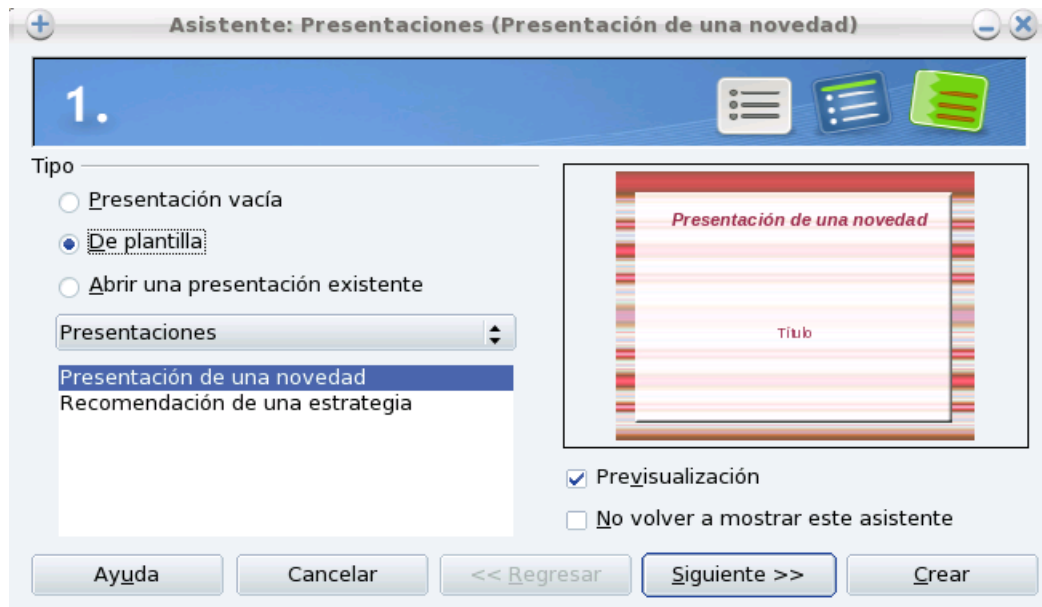 Asistente: Presentaciones (Presentación de una novedad)
1.
Tipo
Presentación vacía
De plantilla
Abrir una presentación existente
Presentaciones
Presentación de una novedad
Recomendación de una estrategia
Presentación de una novedad
Título
Previsualización
No volver a mostrar este asistente
Ayuda
Cancelar
<< Regresar
Siguiente >>
Crear